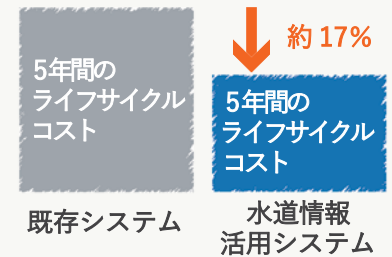 約 17%
5年間の
ライフサイクル
コスト
5年間の
ライフサイクル
コスト
既存システム
水道情報
活用システム